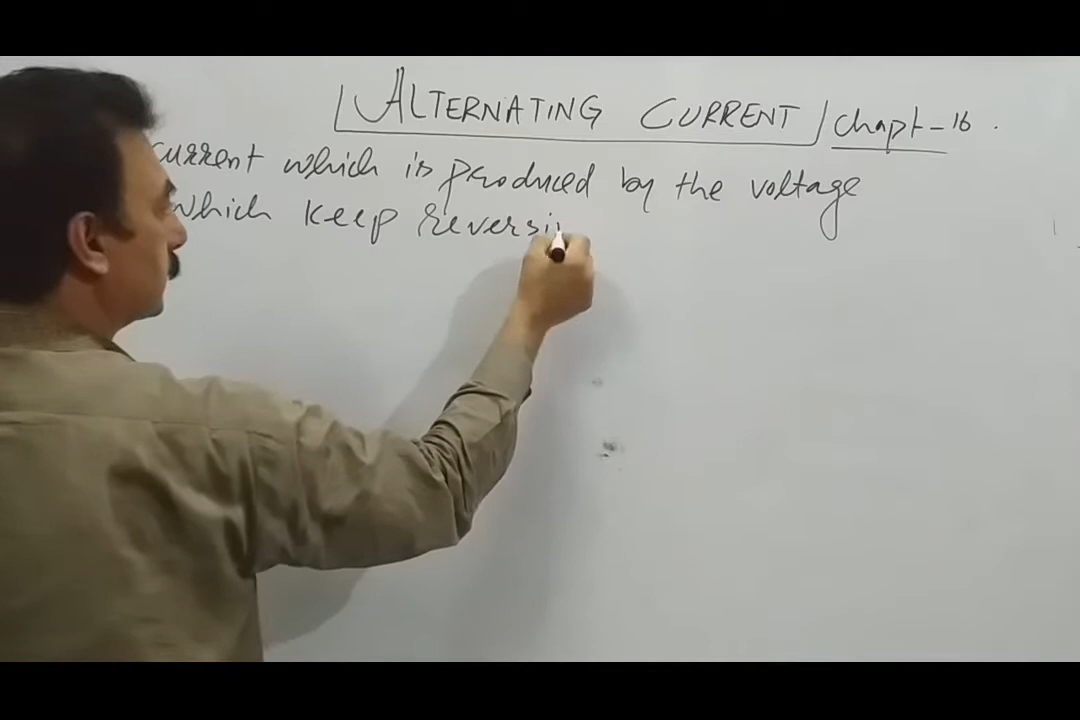 ALTERNATING CURRENT chapt-16.
current which is produced by the voltage
which keep reversi